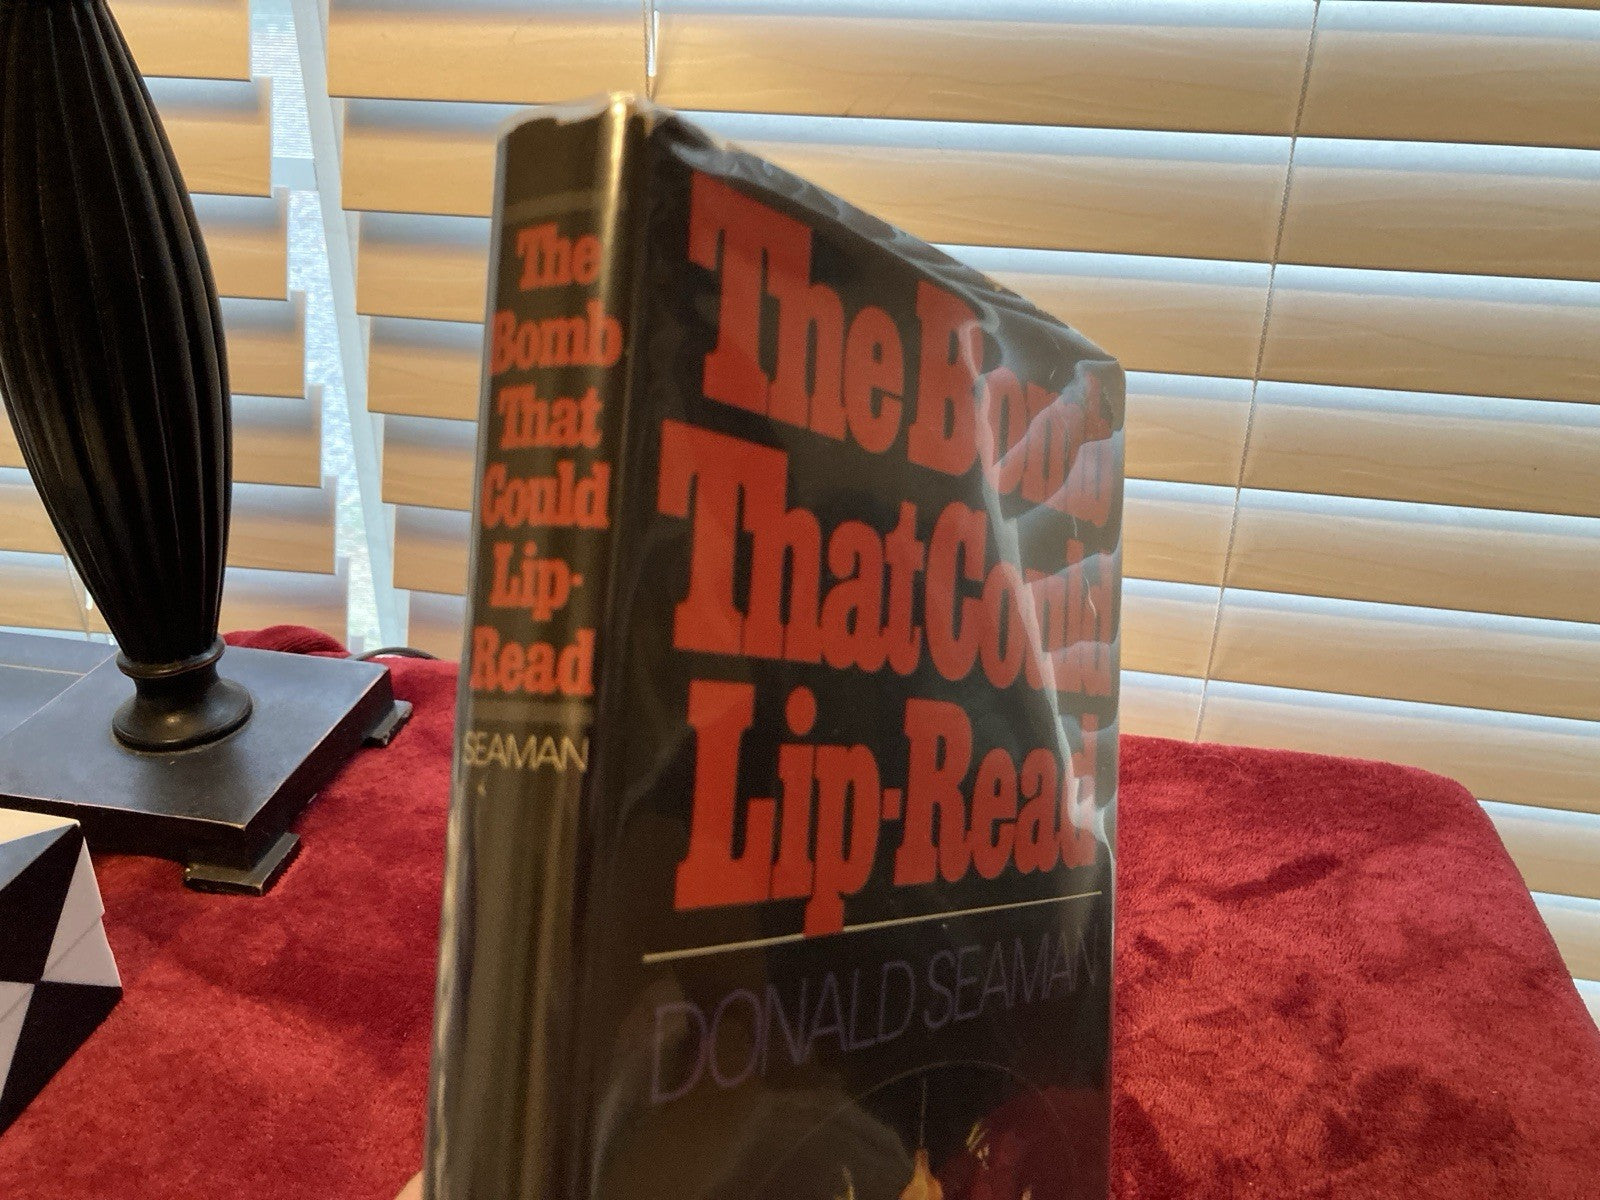 The
Bomb
That
Could
Lip-
Read
SEAMAN
The Bomb
That Could
Lip-Read
DONALD SEAMAN